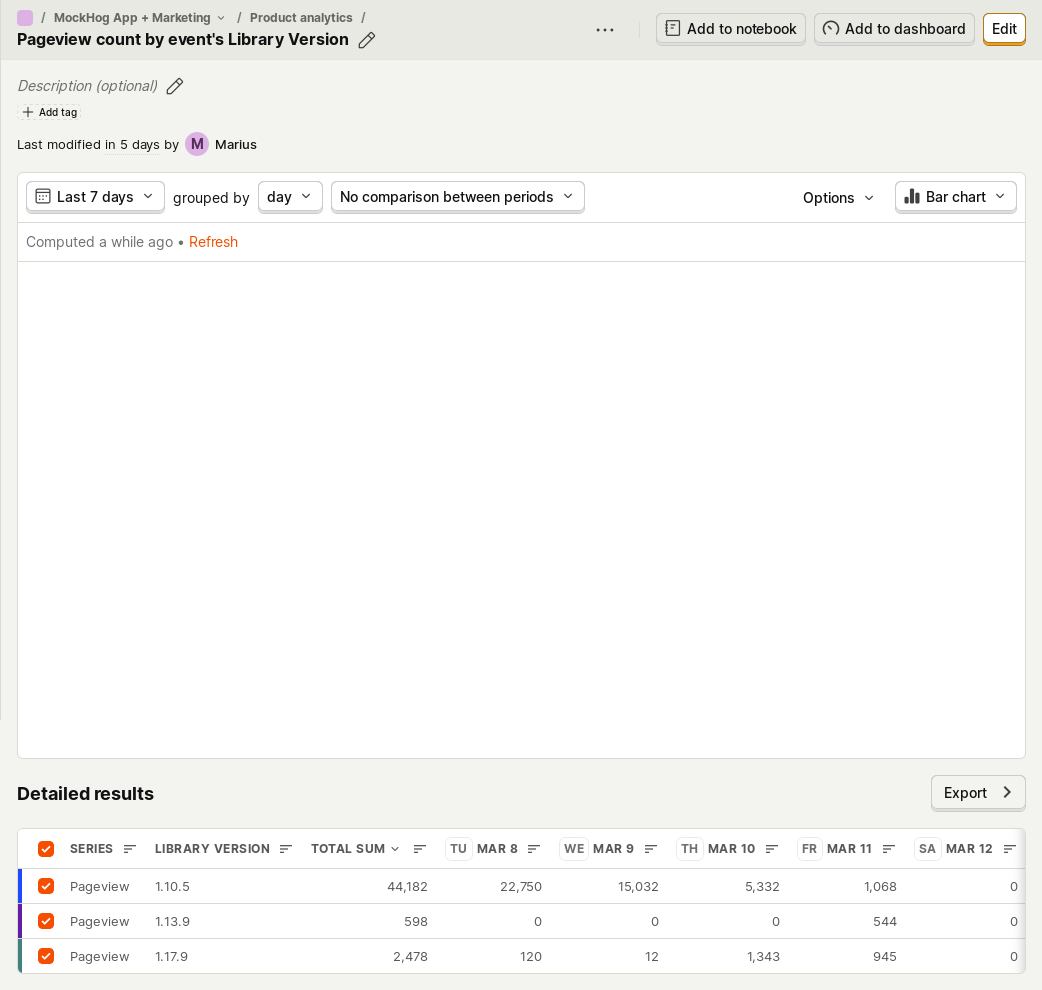 / MockHog App + Marketing / Product analytics /
Pageview count by event's Library Version
Add to notebook
Add to dashboard
Edit
Description (optional)
Add tag
Last modified in 5 days by M Marius
Last 7 days grouped by day No comparison between periods Options Bar chart
Computed a while ago • Refresh
Detailed results
Export
SERIES LIBRARY VERSION TOTAL SUM TU MAR 8 WE MAR 9 TH MAR 10 FR MAR 11 SA MAR 12
Pageview 1.10.5 44,182 22,750 15,032 5,332 1,068 0
Pageview 1.13.9 598 0 0 0 544 0
Pageview 1.17.9 2,478 120 12 1,343 945 0